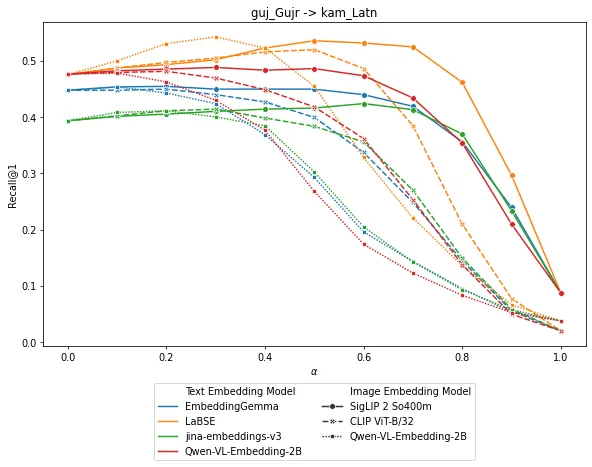 guj_Gujr -> kam_Latn
Recall@1
0.5
0.4
0.3
0.2
0.1
0.0
0.0 0.2 0.4 0.6 0.8 1.0
α
Text Embedding Model Image Embedding Model
EmbeddingGemma SigLIP 2 So400m
LaBSE CLIP ViT-B/32
jina-embeddings-v3 Qwen-VL-Embedding-2B
Qwen-VL-Embedding-2B